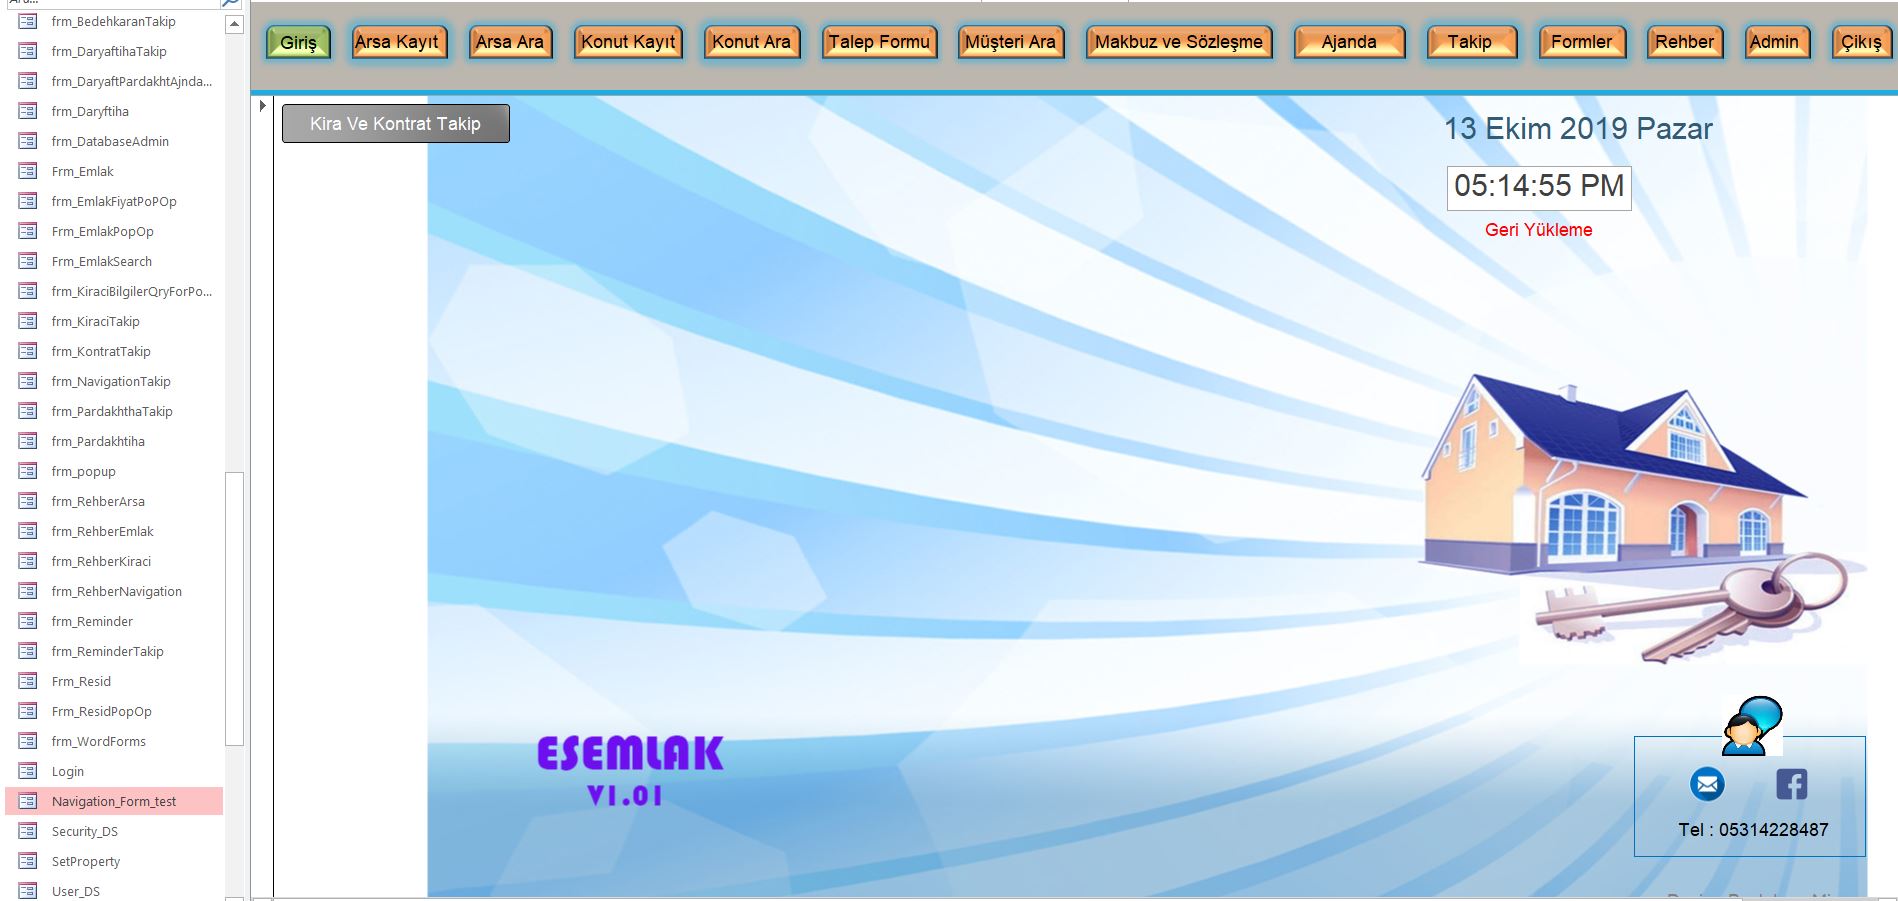 Giriş
Arsa Kayıt
Arsa Ara
Konut Kayıt
Konut Ara
Talep Formu
Müşteri Ara
Makbuz ve Sözleşme
Ajanda
Takip
Formler
Rehber
Admin
Çikış
frm_BedehkaranTakip
frm_DaryaftihaTakip
frm_DaryaftPardakhtAjnda...
frm_Daryftiha
frm_DatabaseAdmin
Frm_Emlak
frm_EmlakFiyatPoPOp
Frm_EmlakPopOp
Frm_EmlakSearch
frm_KiraciBilgilerQryForPo...
frm_KiraciTakip
frm_KontratTakip
frm_NavigationTakip
frm_PardakhthaTakip
frm_Pardakhtiha
frm_popup
frm_RehberArsa
frm_RehberEmlak
frm_RehberKiraci
frm_RehberNavigation
frm_Reminder
frm_ReminderTakip
Frm_Resid
Frm_ResidPopOp
frm_WordForms
Login
Navigation_Form_test
Security_DS
SetProperty
User_DS
Kira Ve Kontrat Takip
13 Ekim 2019 Pazar
05:14:55 PM
Geri Yükleme
ESEMLAK
V1.01
Tel : 05314228487